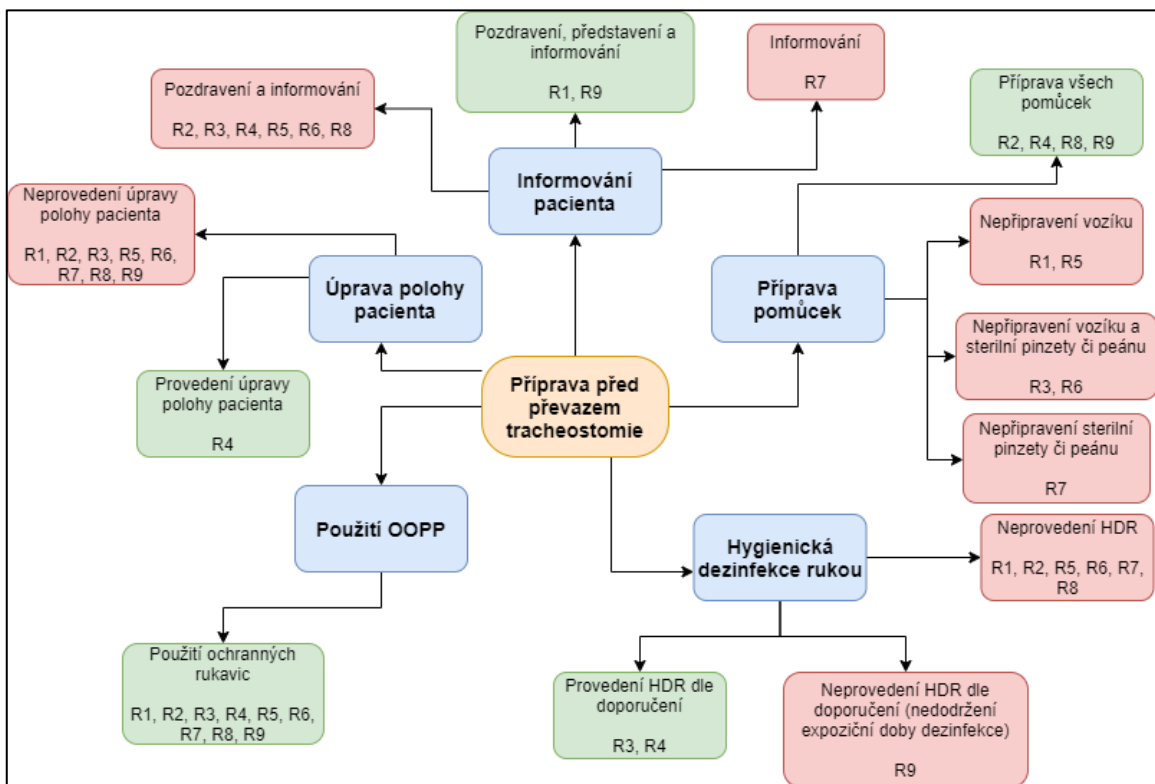 Pozdravení, představení a
informování
R1, R9
Informování
R7
Pozdravení a informování
R2, R3, R4, R5, R6, R8
Příprava všech
pomůcek
R2, R4, R8, R9
Informování
pacienta
Neprovedení úpravy
polohy pacienta
R1, R2, R3, R5, R6,
R7, R8, R9
Nepřipravení vozíku
R1, R5
Úprava polohy
pacienta
Příprava
pomůcek
Nepřipravení vozíku a
sterilní pinzety či peánu
R3, R6
Příprava před
převazem
tracheostomie
Provedení úpravy
polohy pacienta
R4
Nepřipravení sterilní
pinzety či peánu
R7
Použití OOPP
Hygienická
dezinfekce rukou
Neprovedení HDR
R1, R2, R5, R6, R7,
R8
Použití ochranných
rukavic
R1, R2, R3, R4, R5, R6,
R7, R8, R9
Provedení HDR dle
doporučení
R3, R4
Neprovedení HDR dle
doporučení (nedodržení
expoziční doby dezinfekce)
R9